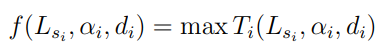 f(L_{s_i}, α_i, d_i) = max T_i(L_{s_i}, α_i, d_i)